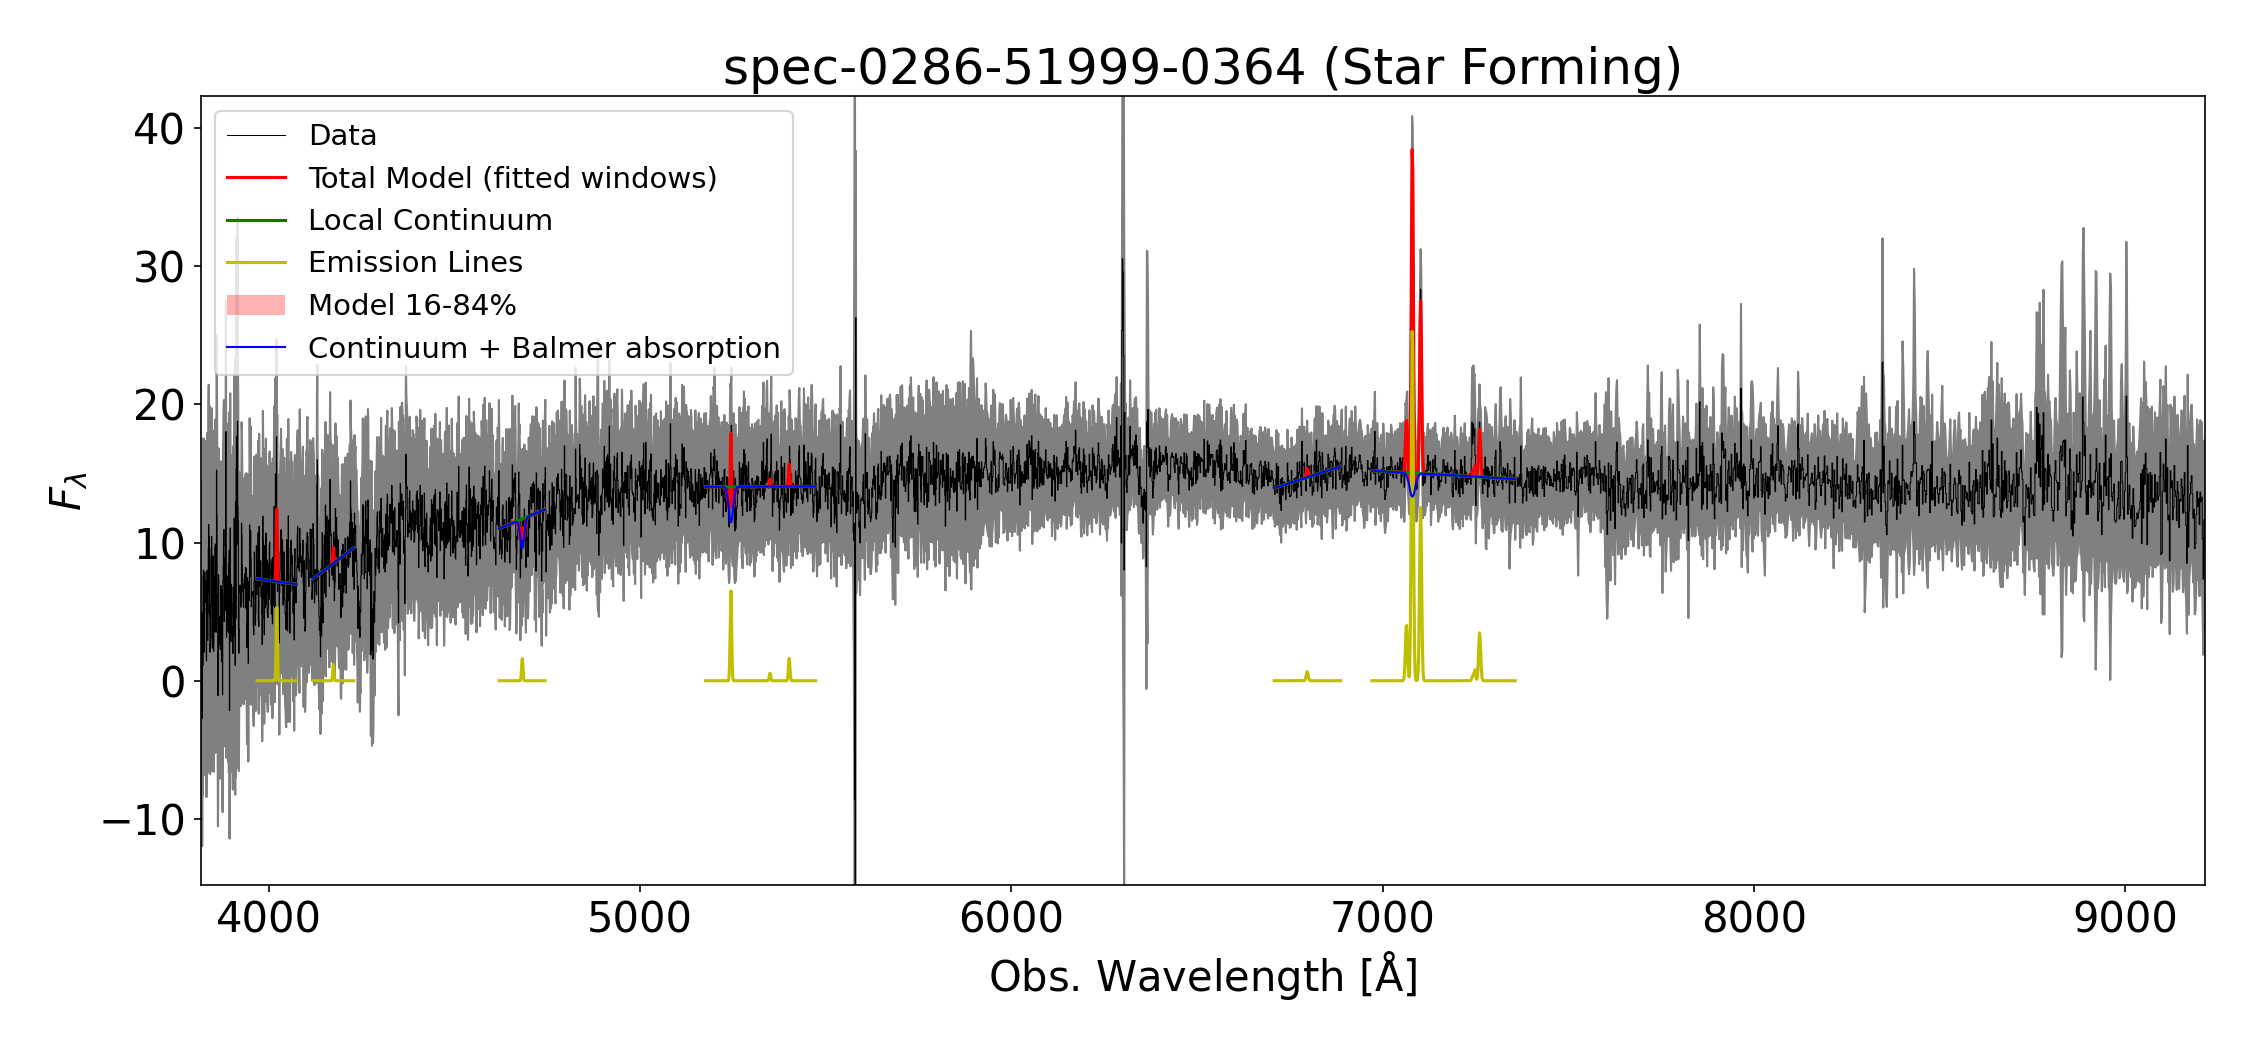 spec-0286-51999-0364 (Star Forming)
Data
Total Model (fitted windows)
Local Continuum
Emission Lines
Model 16-84%
Continuum + Balmer absorption
40
30
20
10
0
−10
Fλ
4000 5000 6000 7000 8000 9000
Obs. Wavelength [Å]